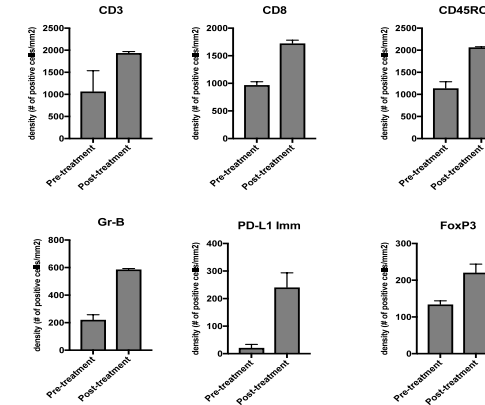 CD3
density (# of positive cells/mm2)
2500
2000
1500
1000
500
0
Pre-treatment
Post-treatment
CD8
density (# of positive cells/mm2)
2000
1500
1000
500
0
Pre-treatment
Post-treatment
CD45RO
density (# of positive cells/mm2)
2500
2000
1500
1000
500
0
Pre-treatment
Post-treatment
Gr-B
density (# of positive cells/mm2)
800
600
400
200
0
Pre-treatment
Post-treatment
PD-L1 Imm
density (# of positive cells/mm2)
400
300
200
100
0
Pre-treatment
Post-treatment
FoxP3
density (# of positive cells/mm2)
300
200
100
0
Pre-treatment
Post-treatment